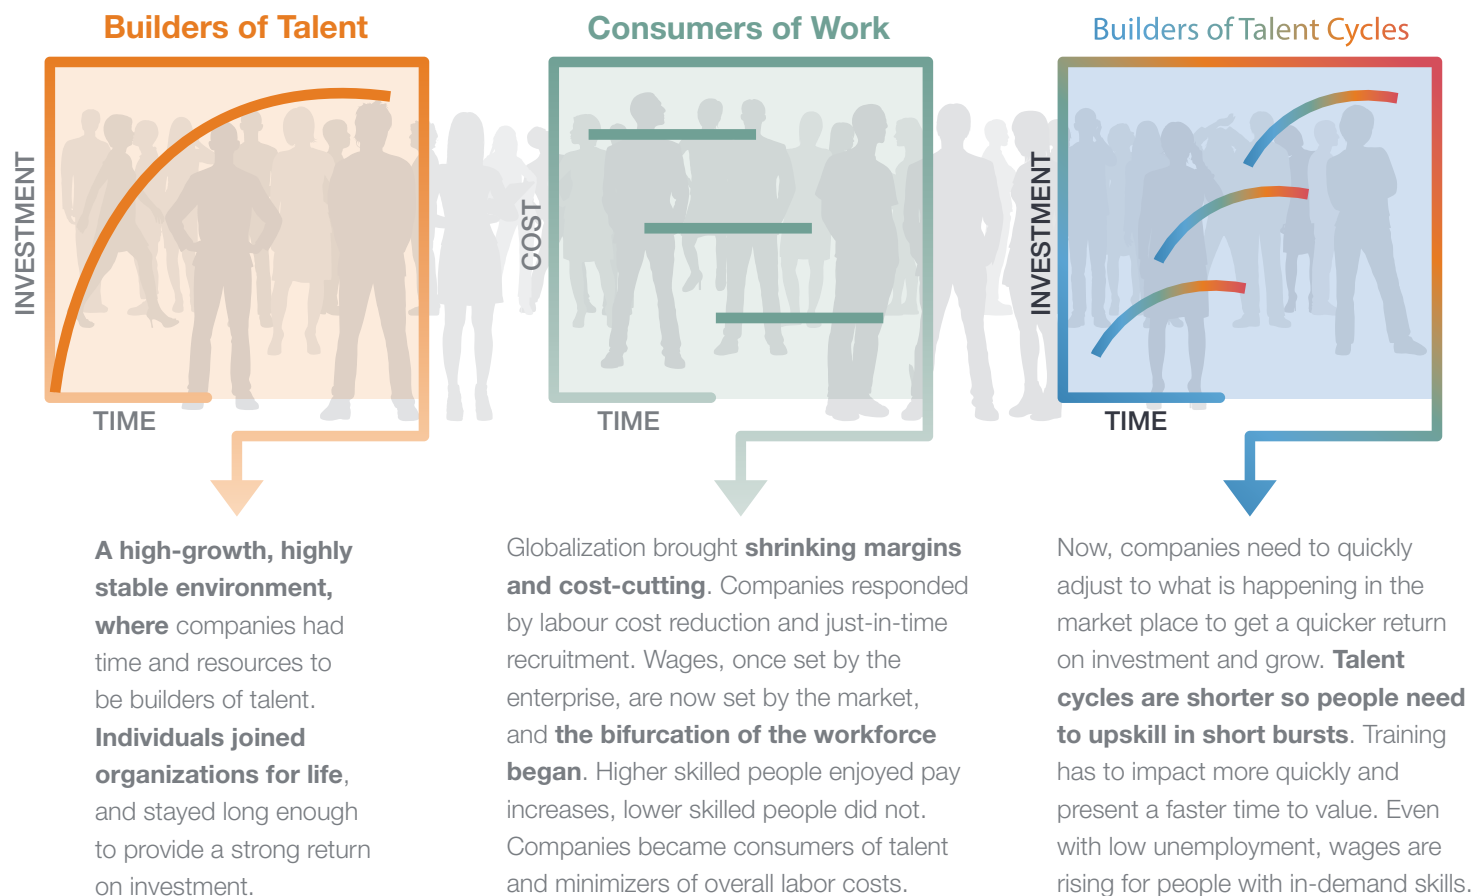 Builders of Talent
INVESTMENT
TIME
A high-growth, highly
stable environment,
where companies had
time and resources to
be builders of talent.
Individuals joined
organizations for life,
and stayed long enough
to provide a strong return
on investment.
Consumers of Work
COST
TIME
Globalization brought shrinking margins
and cost-cutting. Companies responded
by labour cost reduction and just-in-time
recruitment. Wages, once set by the
enterprise, are now set by the market,
and the bifurcation of the workforce
began. Higher skilled people enjoyed pay
increases, lower skilled people did not.
Companies became consumers of talent
and minimizers of overall labor costs.
Builders of Talent Cycles
INVESTMENT
TIME
Now, companies need to quickly
adjust to what is happening in the
market place to get a quicker return
on investment and grow. Talent
cycles are shorter so people need
to upskill in short bursts. Training
has to impact more quickly and
present a faster time to value. Even
with low unemployment, wages are
rising for people with in-demand skills.